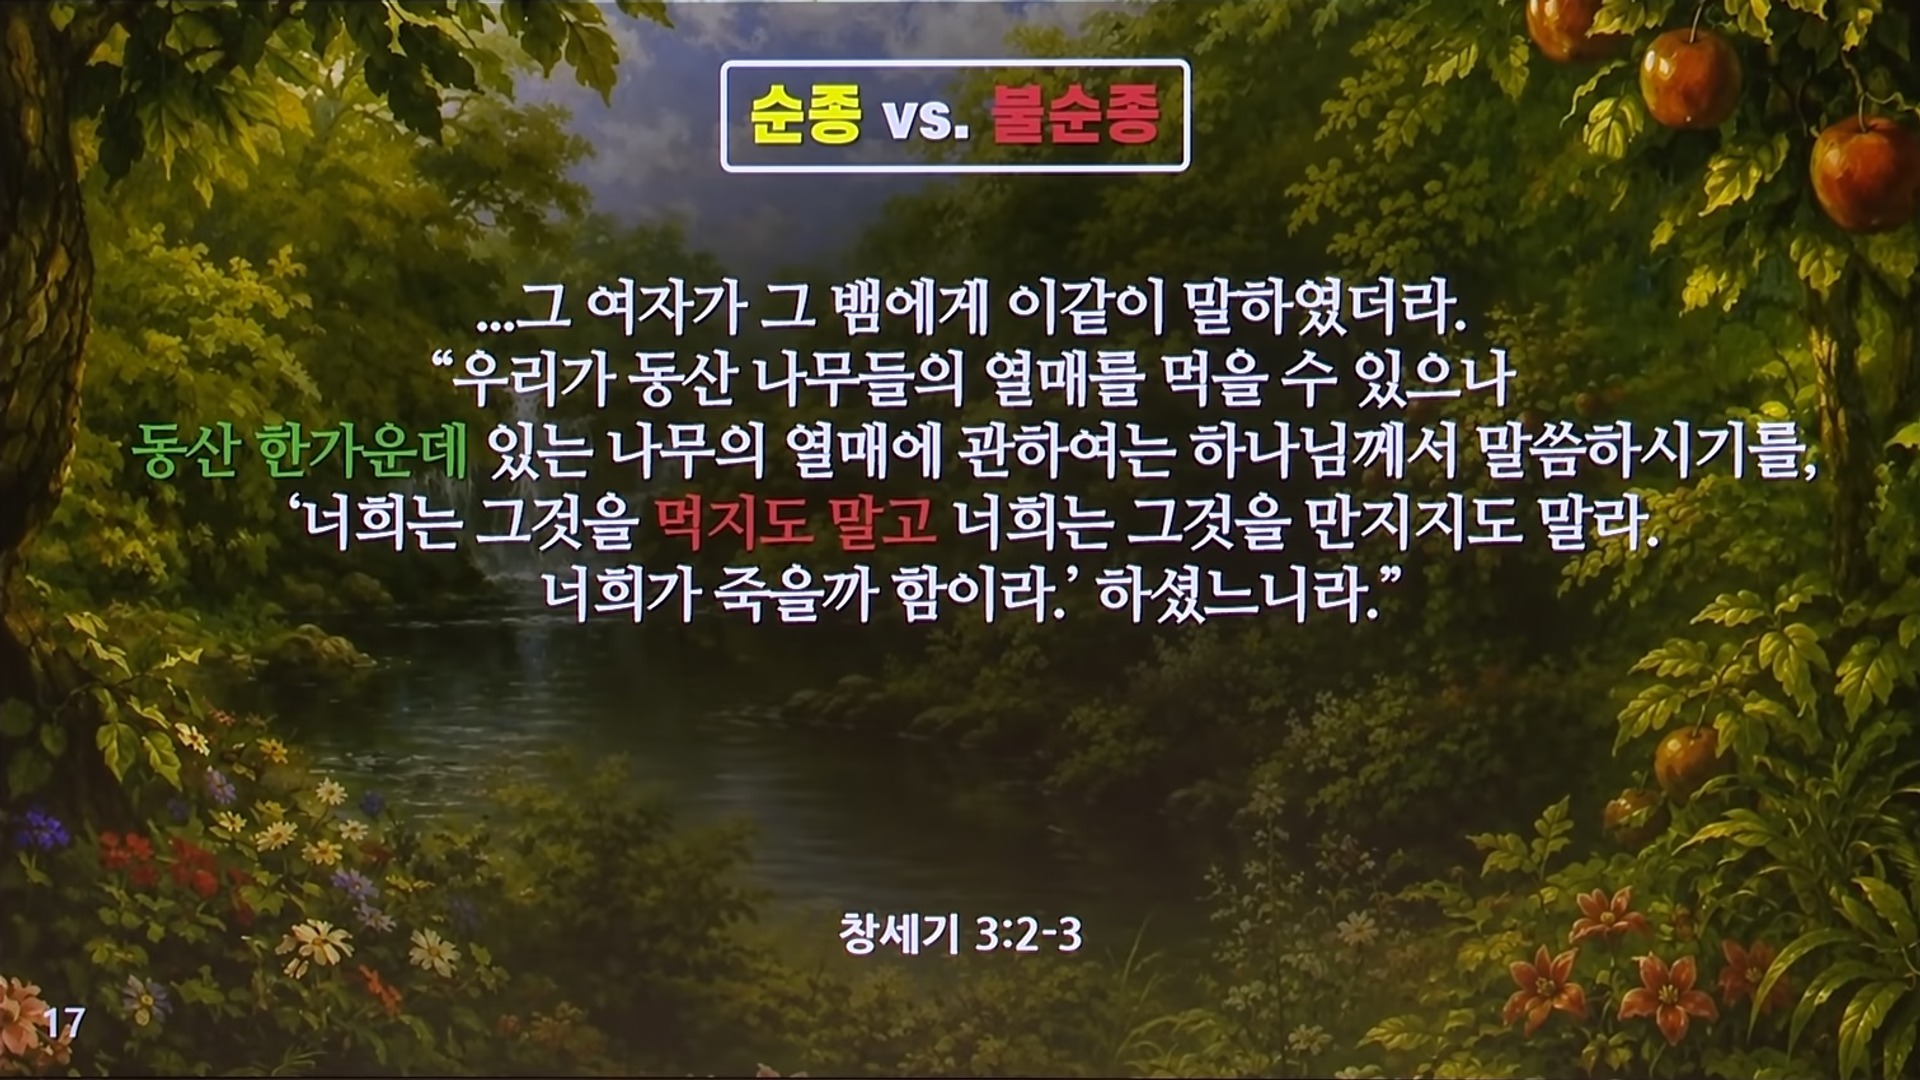 순종 vs. 불순종
...그 여자가 그 뱀에게 이같이 말하였더라.
“우리가 동산 나무들의 열매를 먹을 수 있으나
동산 한가운데 있는 나무의 열매에 관하여는 하나님께서 말씀하시기를,
‘너희는 그것을 먹지도 말고 너희는 그것을 만지지도 말라.
너희가 죽을까 함이라.’ 하셨느니라.”
창세기 3:2-3
17